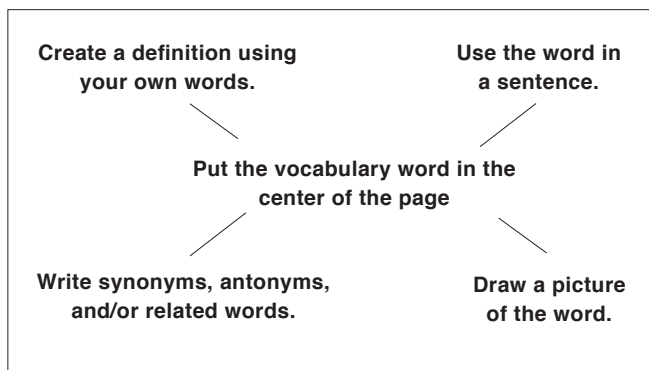 Create a definition using
your own words.
Use the word in
a sentence.
Put the vocabulary word in the
center of the page
Write synonyms, antonyms,
and/or related words.
Draw a picture
of the word.